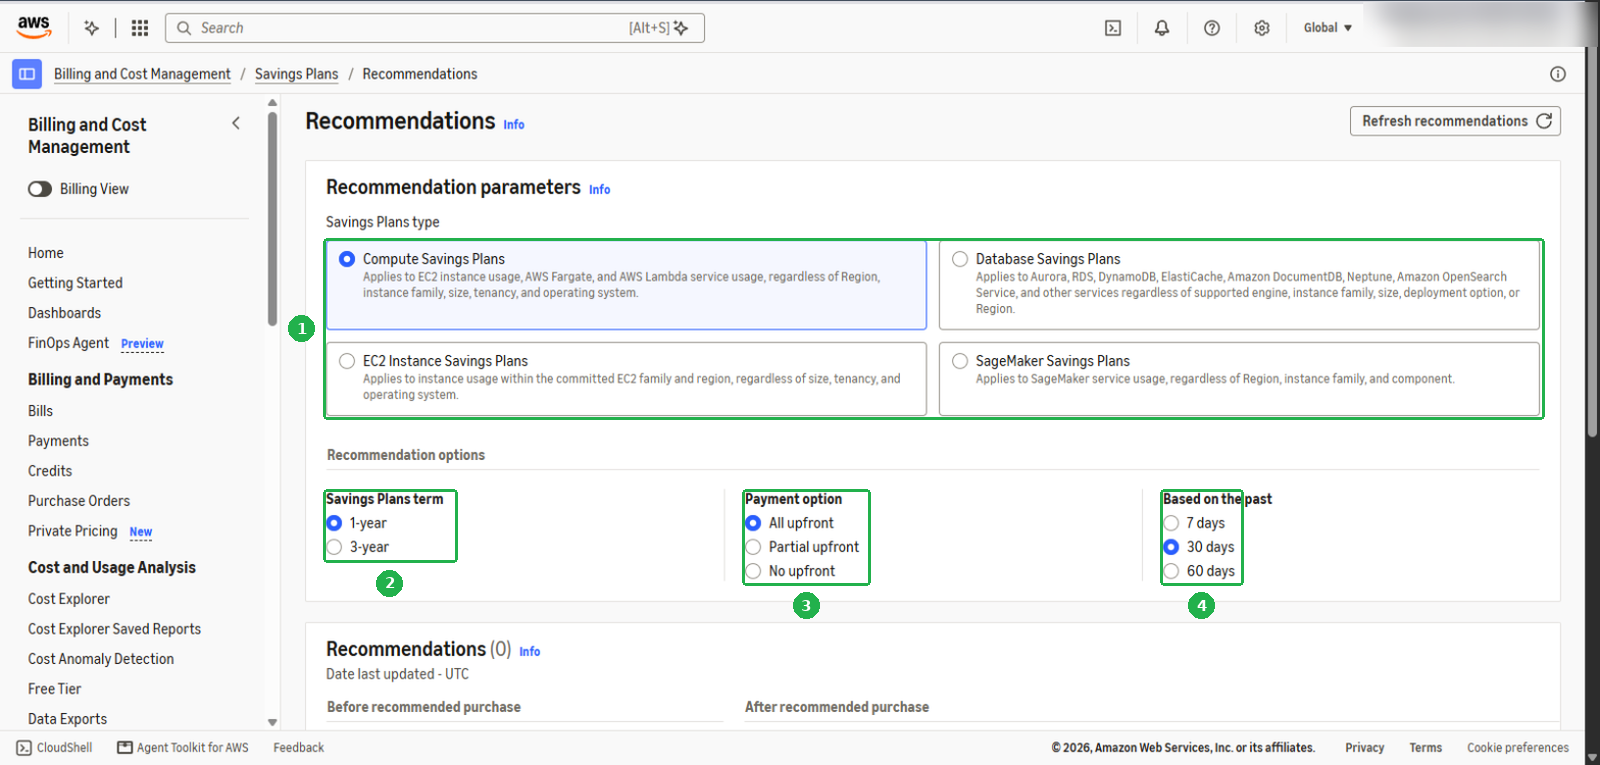 aws
Search
[Alt+S]
Global
Billing and Cost Management / Savings Plans / Recommendations
Billing and Cost
Management
Billing View
Home
Getting Started
Dashboards
FinOps Agent Preview
Billing and Payments
Bills
Payments
Credits
Purchase Orders
Private Pricing New
Cost and Usage Analysis
Cost Explorer
Cost Explorer Saved Reports
Cost Anomaly Detection
Free Tier
Data Exports
Recommendations Info
Refresh recommendations
Recommendation parameters Info
Savings Plans type
1
Compute Savings Plans
Applies to EC2 instance usage, AWS Fargate, and AWS Lambda service usage, regardless of Region,
instance family, size, tenancy, and operating system.
Database Savings Plans
Applies to Aurora, RDS, DynamoDB, ElastiCache, Amazon DocumentDB, Neptune, Amazon OpenSearch
Service, and other services regardless of supported engine, instance family, size, deployment option, or
Region.
EC2 Instance Savings Plans
Applies to instance usage within the committed EC2 family and region, regardless of size, tenancy, and
operating system.
SageMaker Savings Plans
Applies to SageMaker service usage, regardless of Region, instance family, and component.
Recommendation options
Savings Plans term
1-year
3-year
2
Payment option
All upfront
Partial upfront
No upfront
3
Based on the past
7 days
30 days
60 days
4
Recommendations (0) Info
Date last updated - UTC
Before recommended purchase
After recommended purchase
CloudShell
Agent Toolkit for AWS
Feedback
© 2026, Amazon Web Services, Inc. or its affiliates.
Privacy
Terms
Cookie preferences